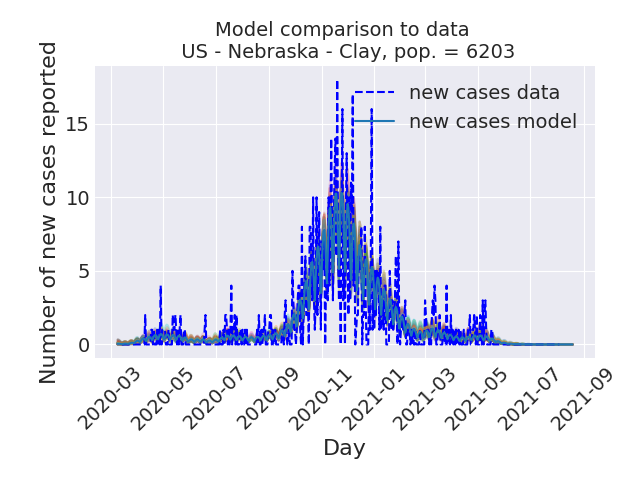 Model comparison to data
US - Nebraska - Clay, pop. = 6203
new cases data
new cases model
Number of new cases reported
15
10
5
0
2020-03
2020-05
2020-07
2020-09
2020-11
2021-01
2021-03
2021-05
2021-07
2021-09
Day